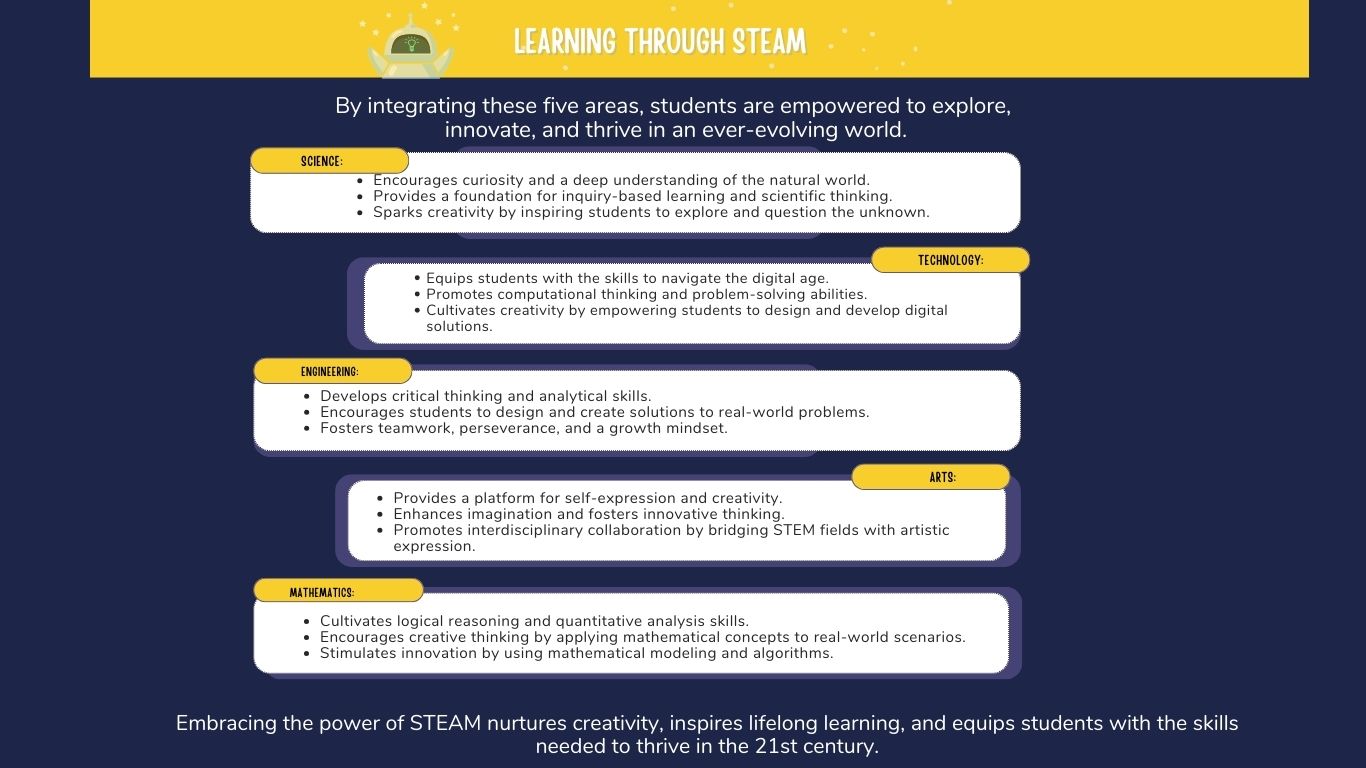 LEARNING THROUGH STEAM
By integrating these five areas, students are empowered to explore,
innovate, and thrive in an ever-evolving world.
SCIENCE:
• Encourages curiosity and a deep understanding of the natural world.
• Provides a foundation for inquiry-based learning and scientific thinking.
• Sparks creativity by inspiring students to explore and question the unknown.
TECHNOLOGY:
• Equips students with the skills to navigate the digital age.
• Promotes computational thinking and problem-solving abilities.
• Cultivates creativity by empowering students to design and develop digital
solutions.
ENGINEERING:
• Develops critical thinking and analytical skills.
• Encourages students to design and create solutions to real-world problems.
• Fosters teamwork, perseverance, and a growth mindset.
ARTS:
• Provides a platform for self-expression and creativity.
• Enhances imagination and fosters innovative thinking.
• Promotes interdisciplinary collaboration by bridging STEM fields with artistic
expression.
MATHEMATICS:
• Cultivates logical reasoning and quantitative analysis skills.
• Encourages creative thinking by applying mathematical concepts to real-world scenarios.
• Stimulates innovation by using mathematical modeling and algorithms.
Embracing the power of STEAM nurtures creativity, inspires lifelong learning, and equips students with the skills
needed to thrive in the 21st century.